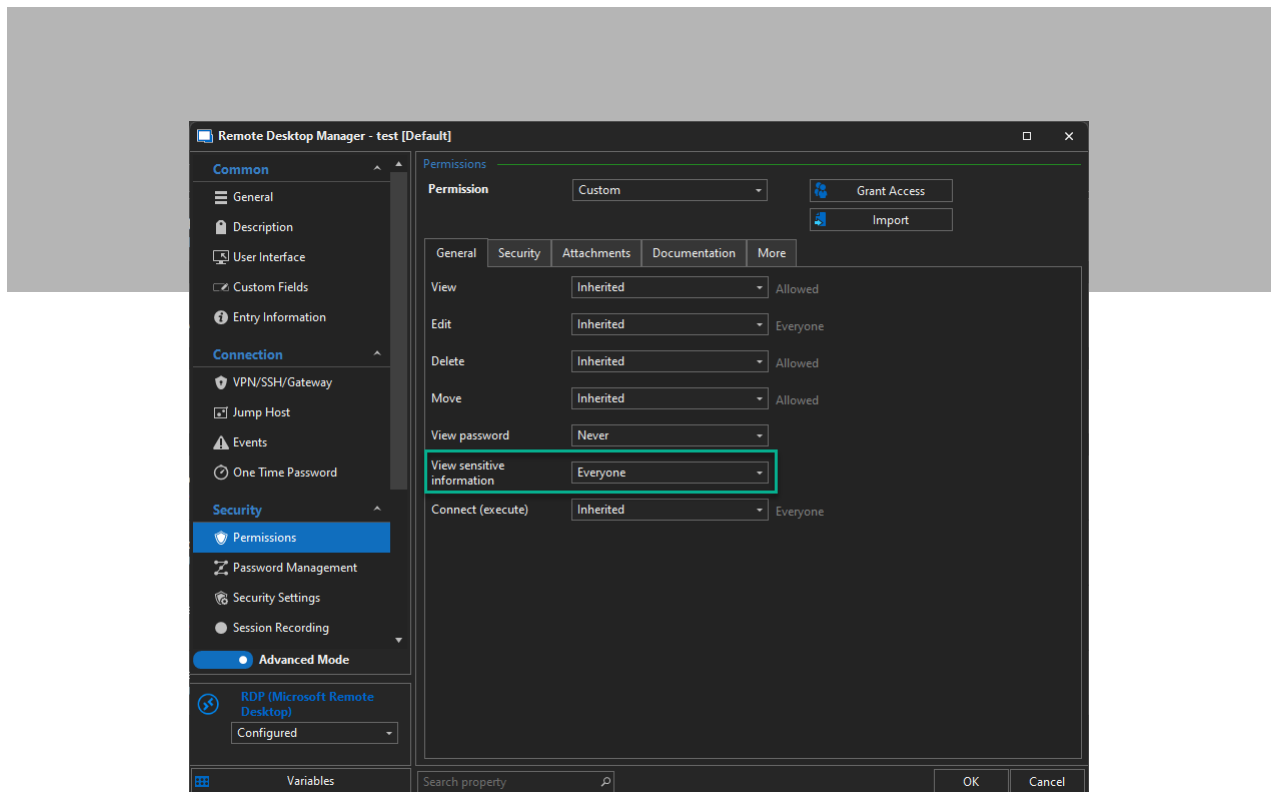 Remote Desktop Manager - test [Default]
Common
General
Description
User Interface
Custom Fields
Entry Information
Connection
VPN/SSH/Gateway
Jump Host
Events
One Time Password
Security
Permissions
Password Management
Security Settings
Session Recording
Advanced Mode
RDP (Microsoft Remote
Desktop)
Configured
Variables
Permissions
Permission Custom Grant Access
Import
General Security Attachments Documentation More
View Inherited Allowed
Edit Inherited Everyone
Delete Inherited Allowed
Move Inherited Allowed
View password Never
View sensitive
information Everyone
Connect (execute) Inherited Everyone
Search property OK Cancel